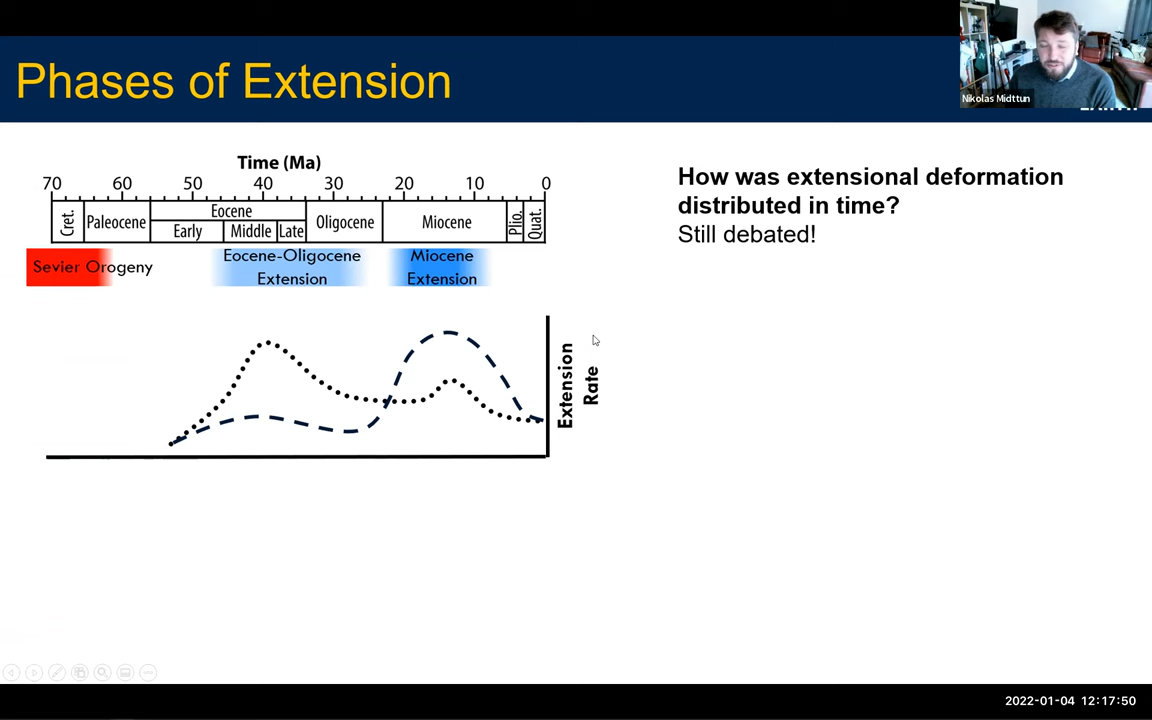 Phases of Extension
Nikolas Midttun
Time (Ma)
70 60 50 40 30 20 10 0
Cret. Paleocene Eocene Early Middle Late Oligocene Miocene Plio. Quat.
Sevier Orogeny
Eocene-Oligocene
Extension
Miocene
Extension
Extension
Rate
How was extensional deformation
distributed in time?
Still debated!
2022-01-04 12:17:50